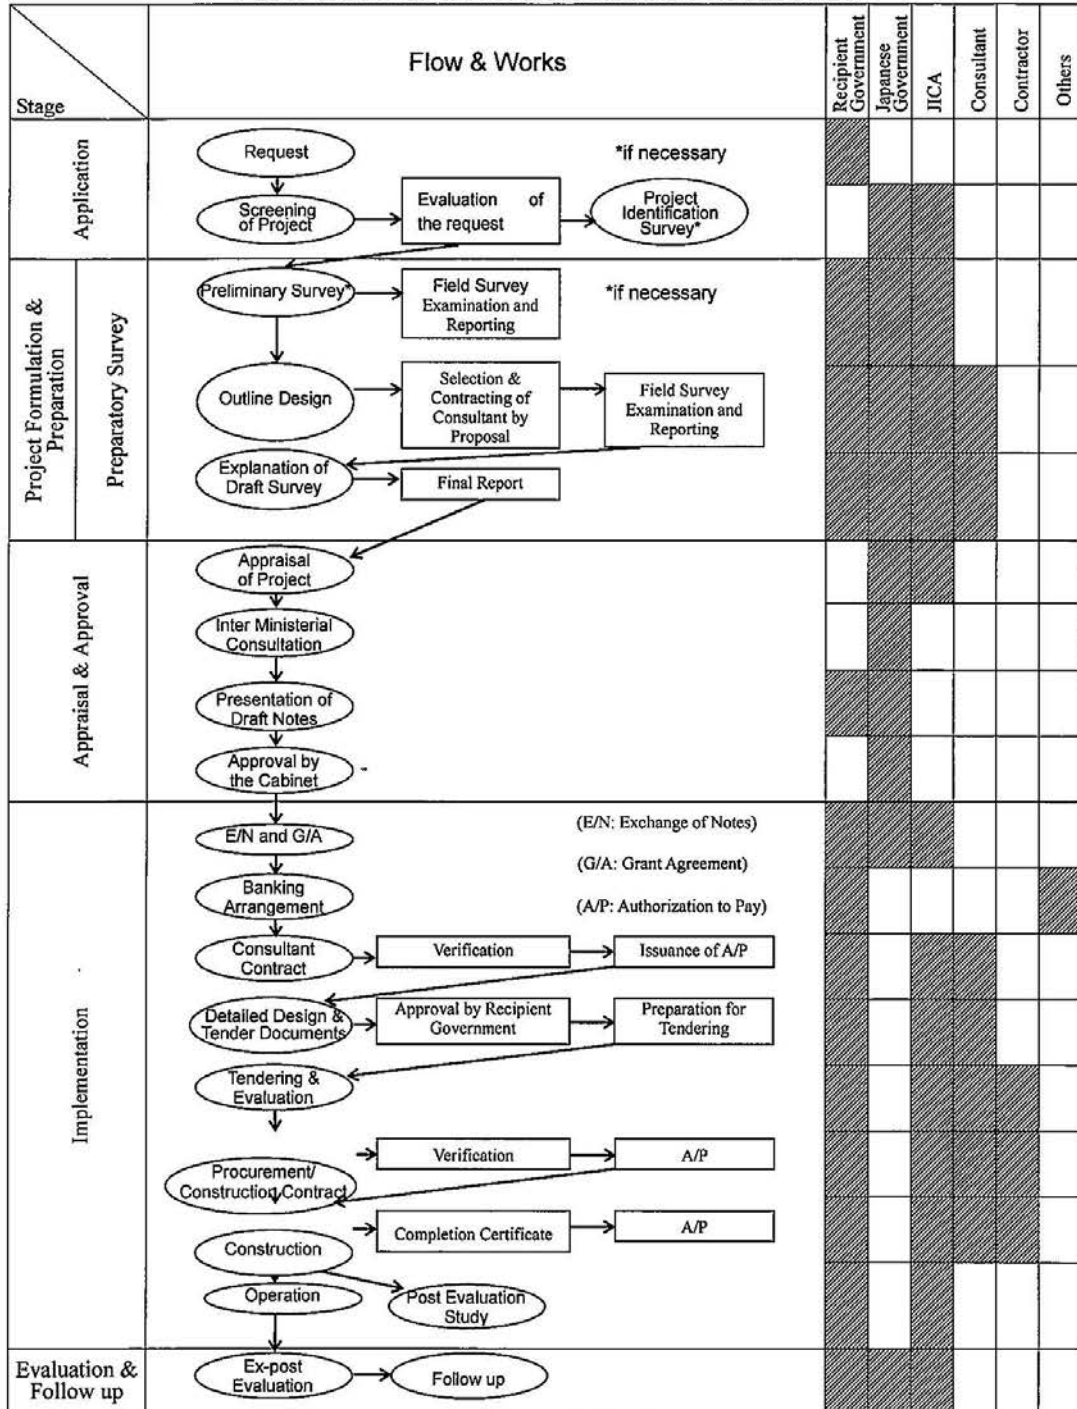 Stage
Flow & Works
Recipient
Government
Japanese
Government
JICA
Consultant
Contractor
Others
Application
Request
*if necessary
Screening
of Project
Evaluation of
the request
Project
Identification
Survey*
Project Formulation &
Preparation
Preparatory Survey
Preliminary Survey*
Field Survey
Examination and
Reporting
*if necessary
Outline Design
Selection &
Contracting of
Consultant by
Proposal
Field Survey
Examination and
Reporting
Explanation of
Draft Survey
Final Report
Appraisal & Approval
Appraisal
of Project
Inter Ministerial
Consultation
Presentation of
Draft Notes
Approval by
the Cabinet
Implementation
E/N and G/A
(E/N: Exchange of Notes)
(G/A: Grant Agreement)
Banking
Arrangement
(A/P: Authorization to Pay)
Consultant
Contract
Verification
Issuance of A/P
Detailed Design &
Tender Documents
Approval by Recipient
Government
Preparation for
Tendering
Tendering &
Evaluation
Verification
A/P
Procurement/
Construction Contract
Completion Certificate
A/P
Construction
Operation
Post Evaluation
Study
Evaluation &
Follow up
Ex-post
Evaluation
Follow up